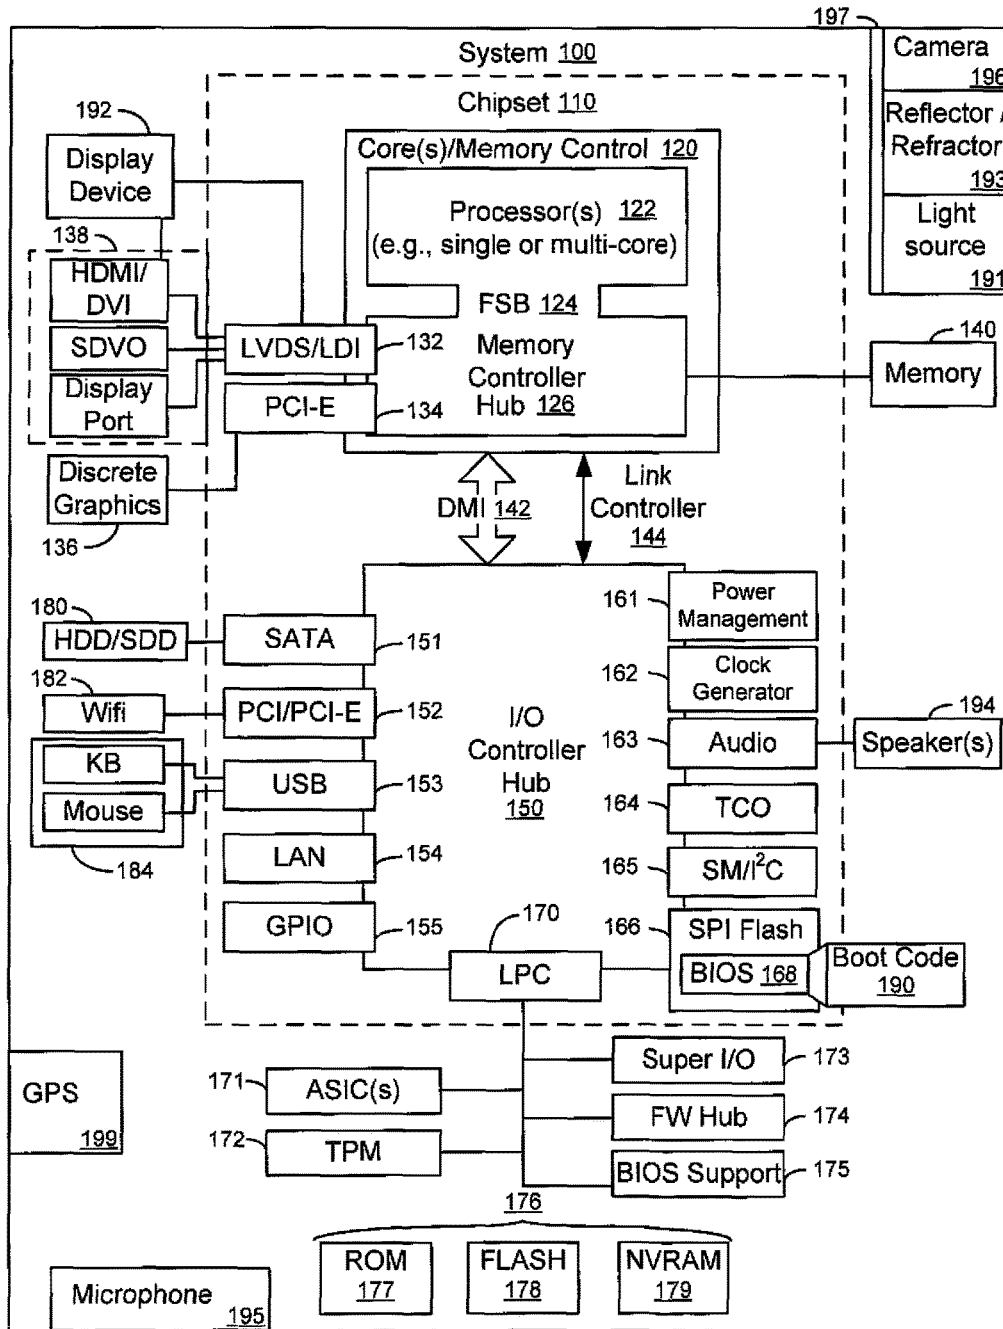 197
System 100
Camera
196
Reflector /
Refractor
193
Light
source
191
Chipset 110
192
Display
Device
Core(s)/Memory Control 120
Processor(s) 122
(e.g., single or multi-core)
FSB 124
Memory
Controller
Hub 126
138
HDMI/
DVI
SDVO
Display
Port
LVDS/LDI
132
PCI-E
134
140
Memory
Discrete
Graphics
136
DMI 142
Link
Controller
144
180
HDD/SDD
SATA
151
182
Wifi
PCI/PCI-E
152
KB
Mouse
184
USB
153
LAN
154
GPIO
155
I/O
Controller
Hub
150
161
Power
Management
162
Clock
Generator
163
Audio
194
Speaker(s)
164
TCO
165
SM/I²C
166
SPI Flash
BIOS 168
Boot Code
190
170
LPC
GPS
199
171
ASIC(s)
172
TPM
Super I/O
173
FW Hub
174
BIOS Support
175
176
ROM
177
FLASH
178
NVRAM
179
Microphone
195